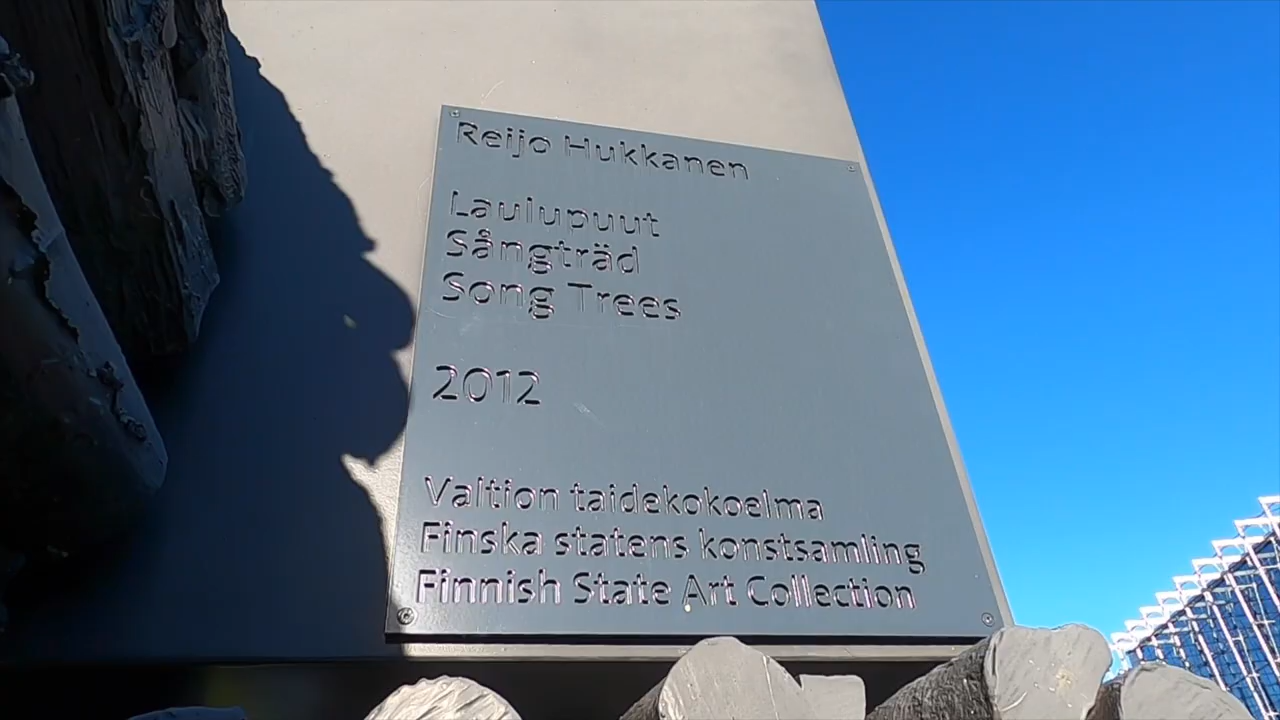 Reijo Hukkanen
Laulupuut
Sångträd
Song Trees
2012
Valtion taidekokoelma
Finska statens konstsamling
Finnish State Art Collection